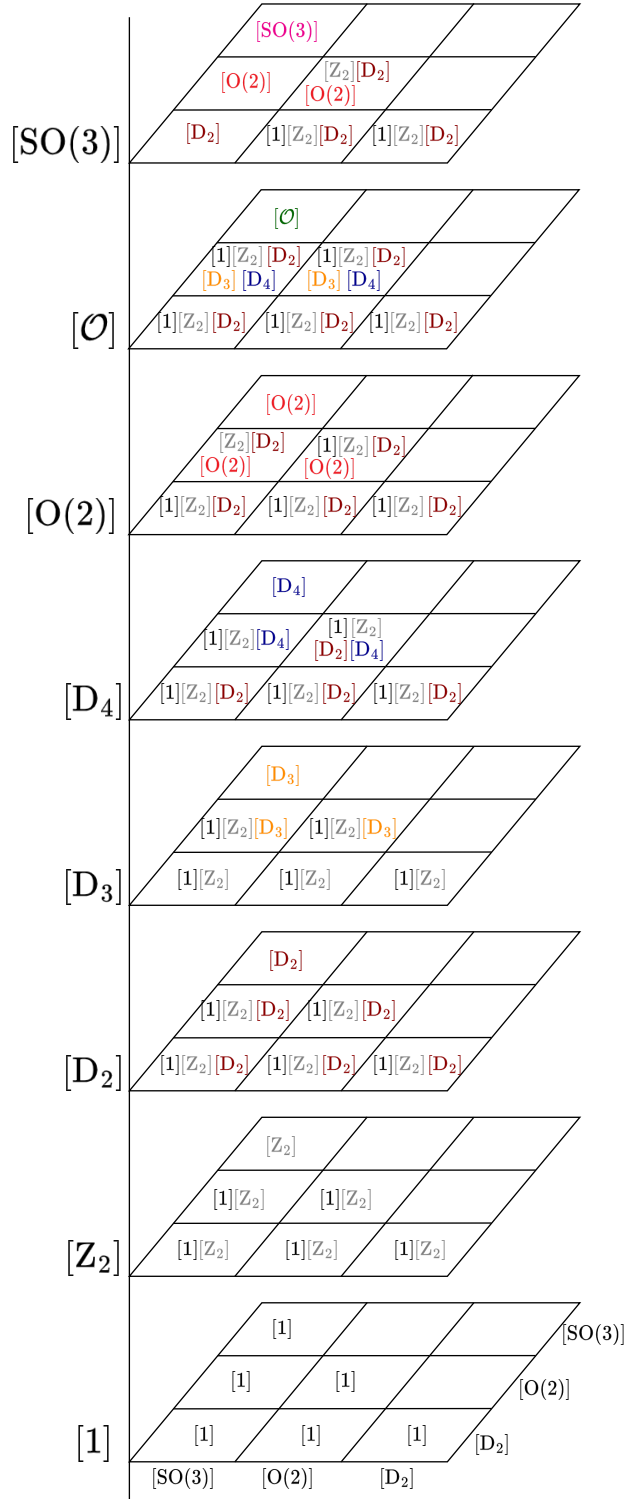 [SO(3)]
[Z₂][D₂]
[O(2)] [O(2)]
[SO(3)] [D₂] [1][Z₂][D₂] [1][Z₂][D₂]
[𝒪]
[1][Z₂][D₂] [1][Z₂][D₂]
[D₃][D₄] [D₃][D₄]
[𝒪] [1][Z₂][D₂] [1][Z₂][D₂] [1][Z₂][D₂]
[O(2)]
[Z₂][D₂] [1][Z₂][D₂]
[O(2)] [O(2)]
[O(2)] [1][Z₂][D₂] [1][Z₂][D₂] [1][Z₂][D₂]
[D₄]
[1][Z₂][D₄] [1][Z₂]
[D₂][D₄]
[D₄] [1][Z₂][D₂] [1][Z₂][D₂] [1][Z₂][D₂]
[D₃]
[1][Z₂][D₃] [1][Z₂][D₃]
[D₃] [1][Z₂] [1][Z₂] [1][Z₂]
[D₂]
[1][Z₂][D₂] [1][Z₂][D₂]
[D₂] [1][Z₂][D₂] [1][Z₂][D₂] [1][Z₂][D₂]
[Z₂]
[1][Z₂] [1][Z₂]
[Z₂] [1][Z₂] [1][Z₂] [1][Z₂]
[1] [SO(3)]
[1] [1] [O(2)]
[1] [1] [1] [1] [D₂]
[SO(3)] [O(2)] [D₂]